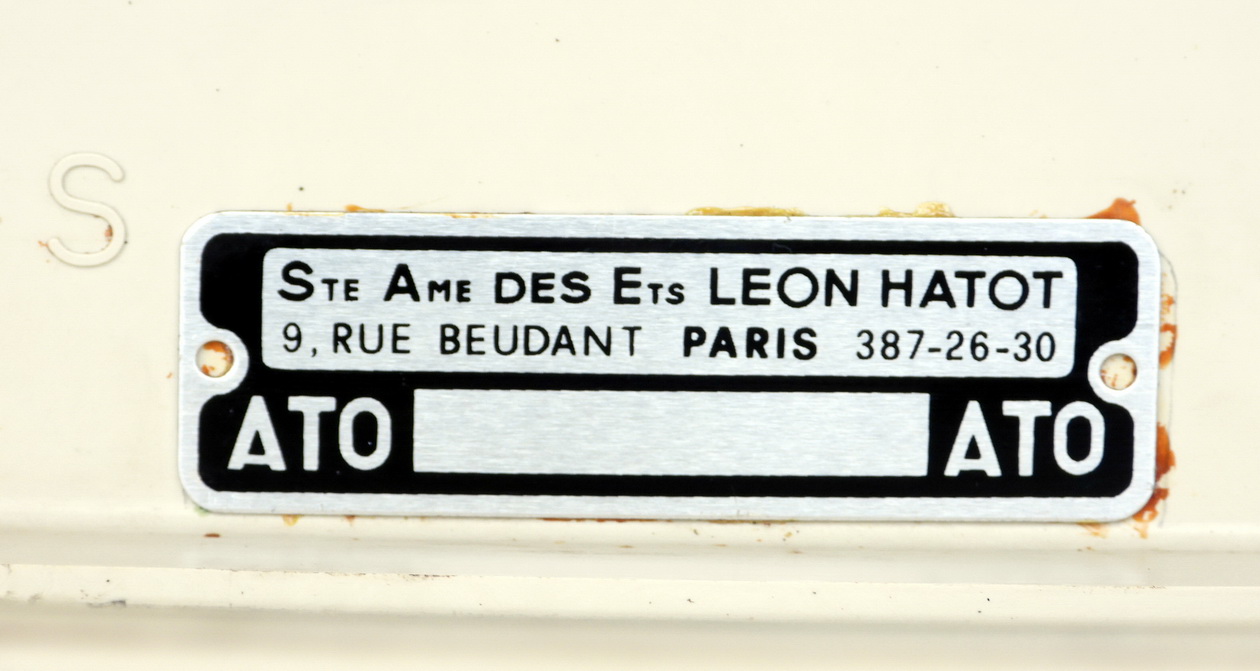 S
STE AME DES ETS LEON HATOT
9, RUE BEUDANT PARIS 387-26-30
ATO ATO